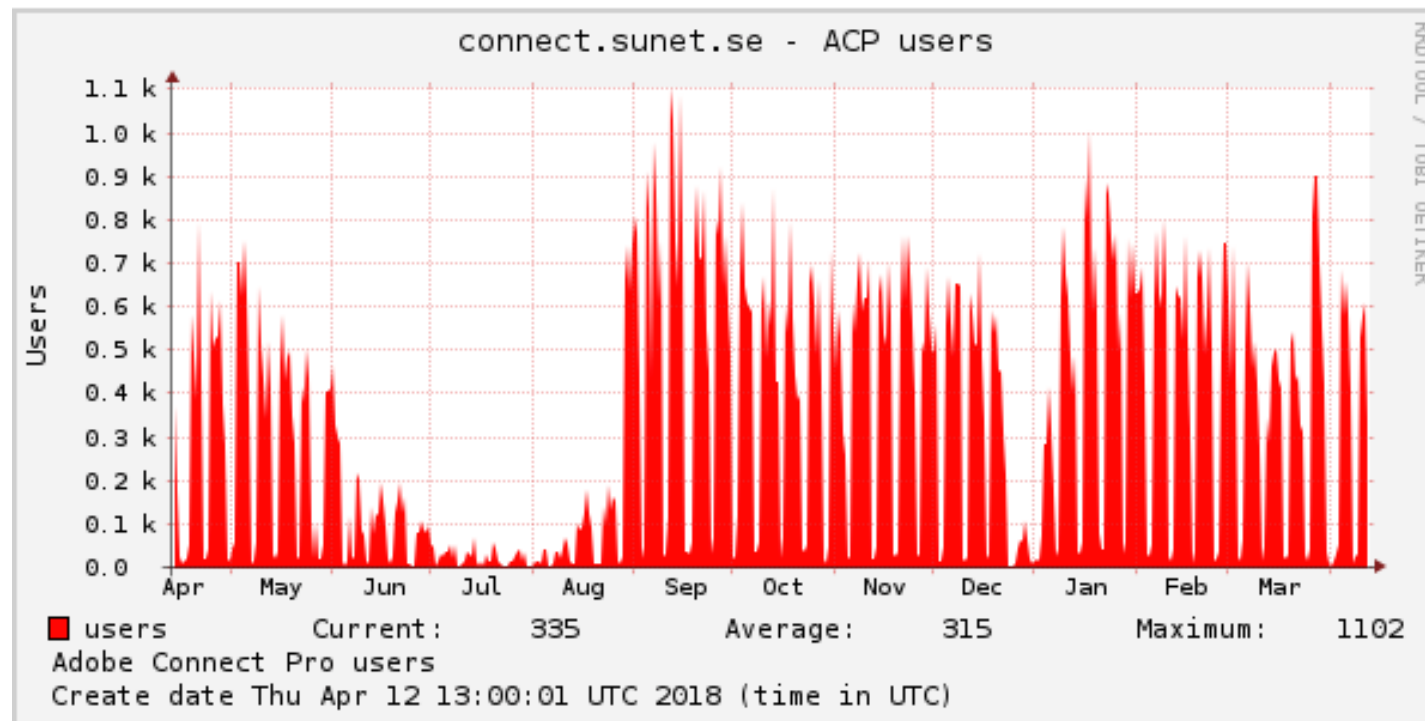 connect.sunet.se - ACP users
RRDTOOL / TOBI OETIKER
Users
1.1 k
1.0 k
0.9 k
0.8 k
0.7 k
0.6 k
0.5 k
0.4 k
0.3 k
0.2 k
0.1 k
0.0
Apr May Jun Jul Aug Sep Oct Nov Dec Jan Feb Mar
users Current: 335 Average: 315 Maximum: 1102
Adobe Connect Pro users
Create date Thu Apr 12 13:00:01 UTC 2018 (time in UTC)